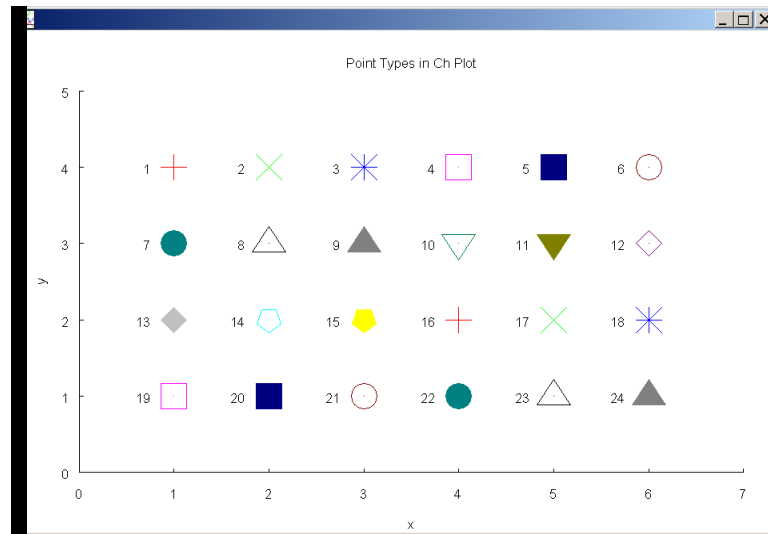 Point Types in Ch Plot
5
4 1 2 3 4 5 6
3 7 8 9 10 11 12
y
2 13 14 15 16 17 18
1 19 20 21 22 23 24
0
0 1 2 3 4 5 6 7
x